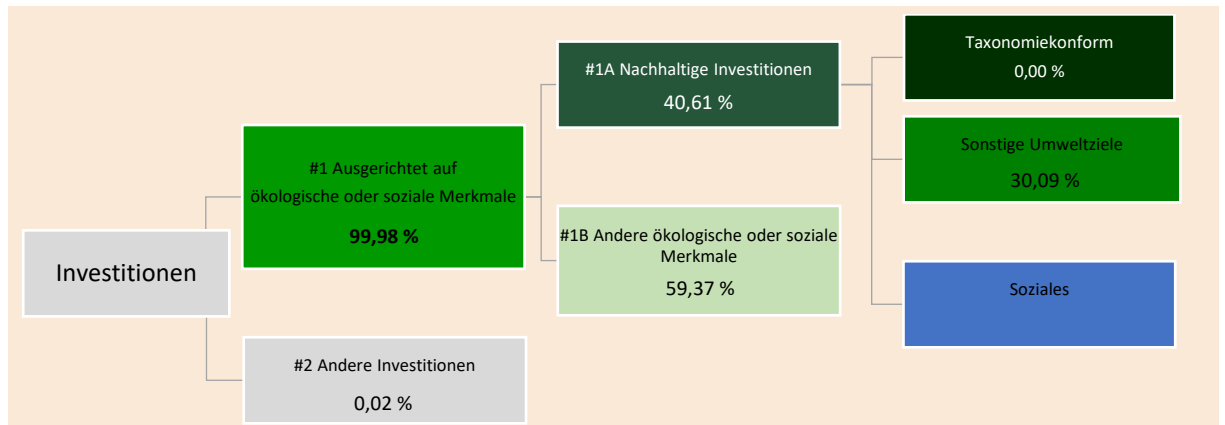 Investitionen
#1 Ausgerichtet auf
ökologische oder soziale Merkmale
99,98 %
#2 Andere Investitionen
0,02 %
#1A Nachhaltige Investitionen
40,61 %
#1B Andere ökologische oder soziale
Merkmale
59,37 %
Taxonomiekonform
0,00 %
Sonstige Umweltziele
30,09 %
Soziales